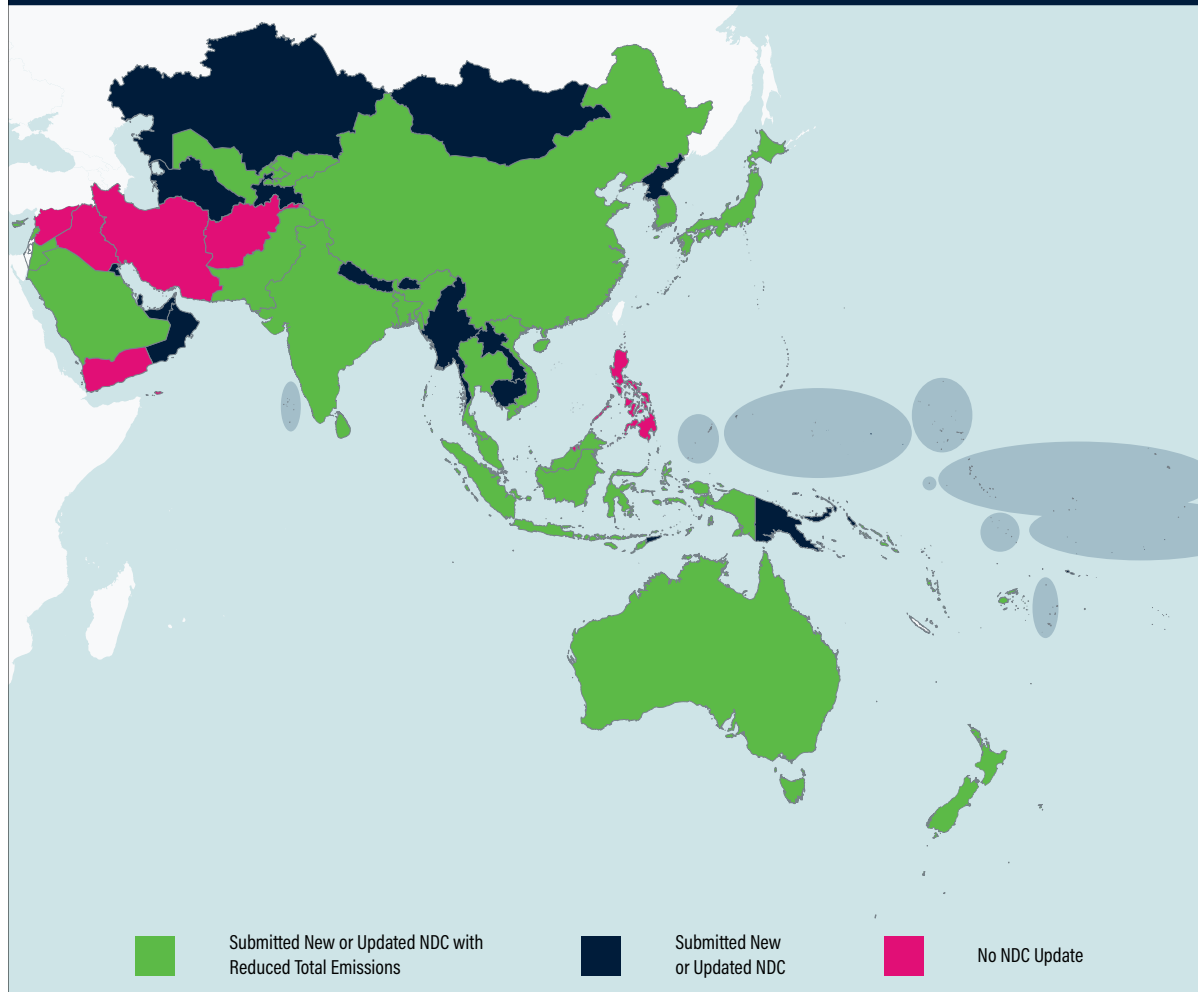 Submitted New or Updated NDC with
Reduced Total Emissions
Submitted New
or Updated NDC
No NDC Update